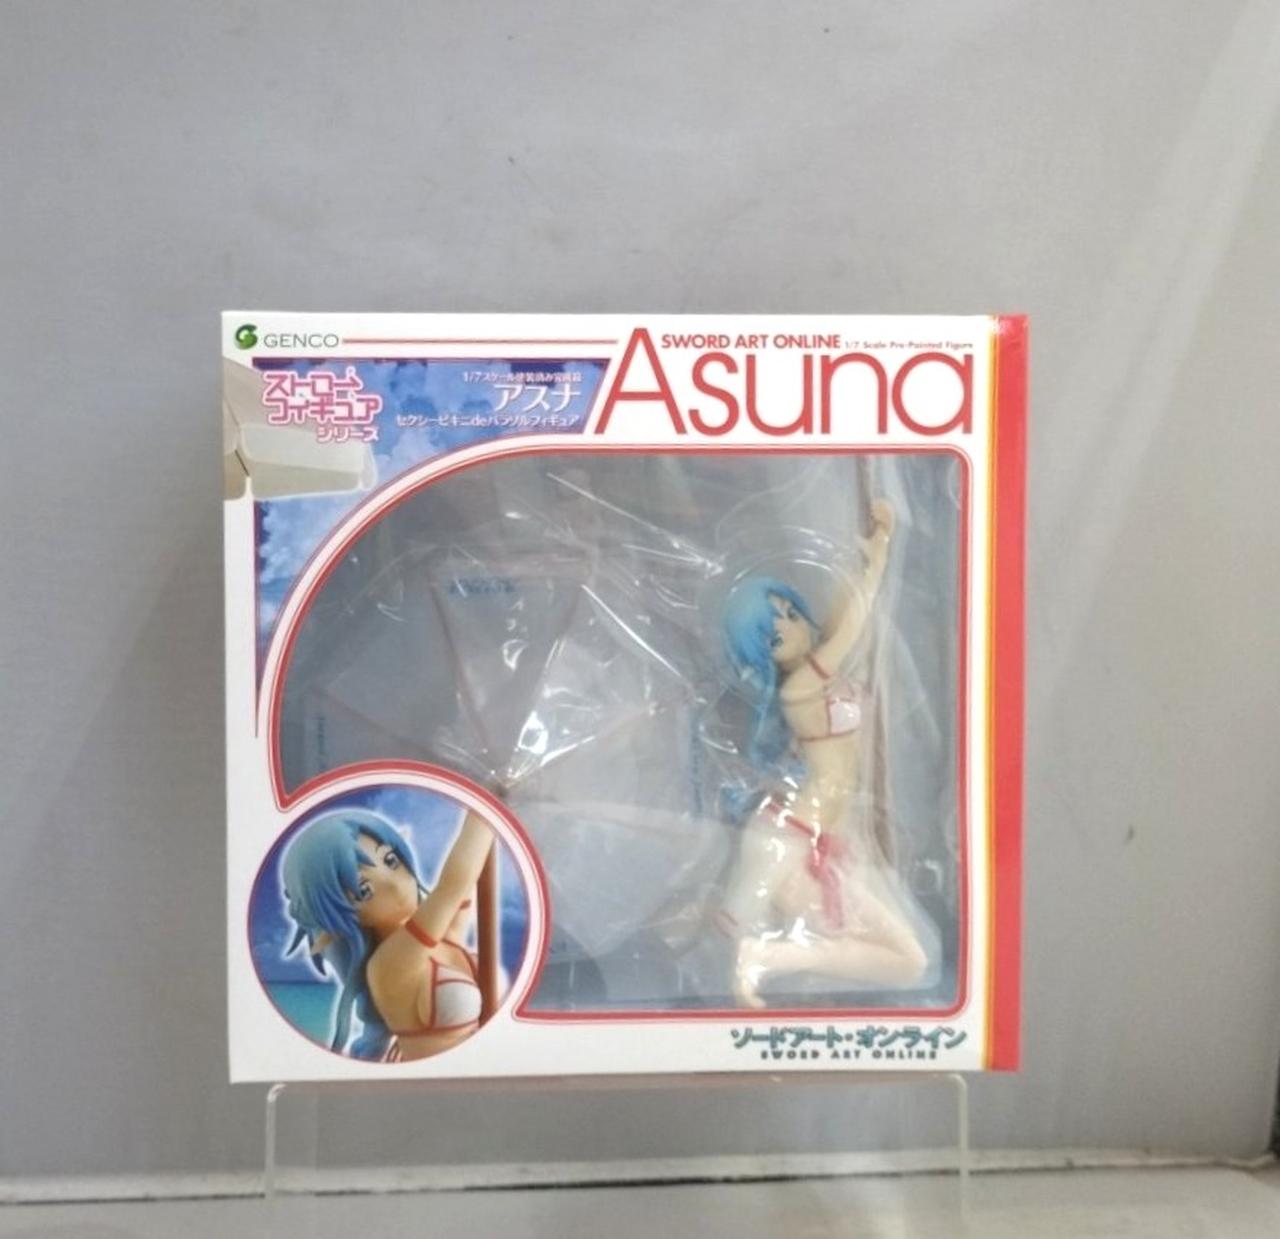 GENCO
SWORD ART ONLINE 1/7 Scale Pre-Painted Figure
Asuna
ストロー
フィギュア
シリーズ
1/7スケール塗装済み完成品
アスナ
セクシービキニdeパラソルフィギュア
ソードアート・オンライン
SWORD ART ONLINE